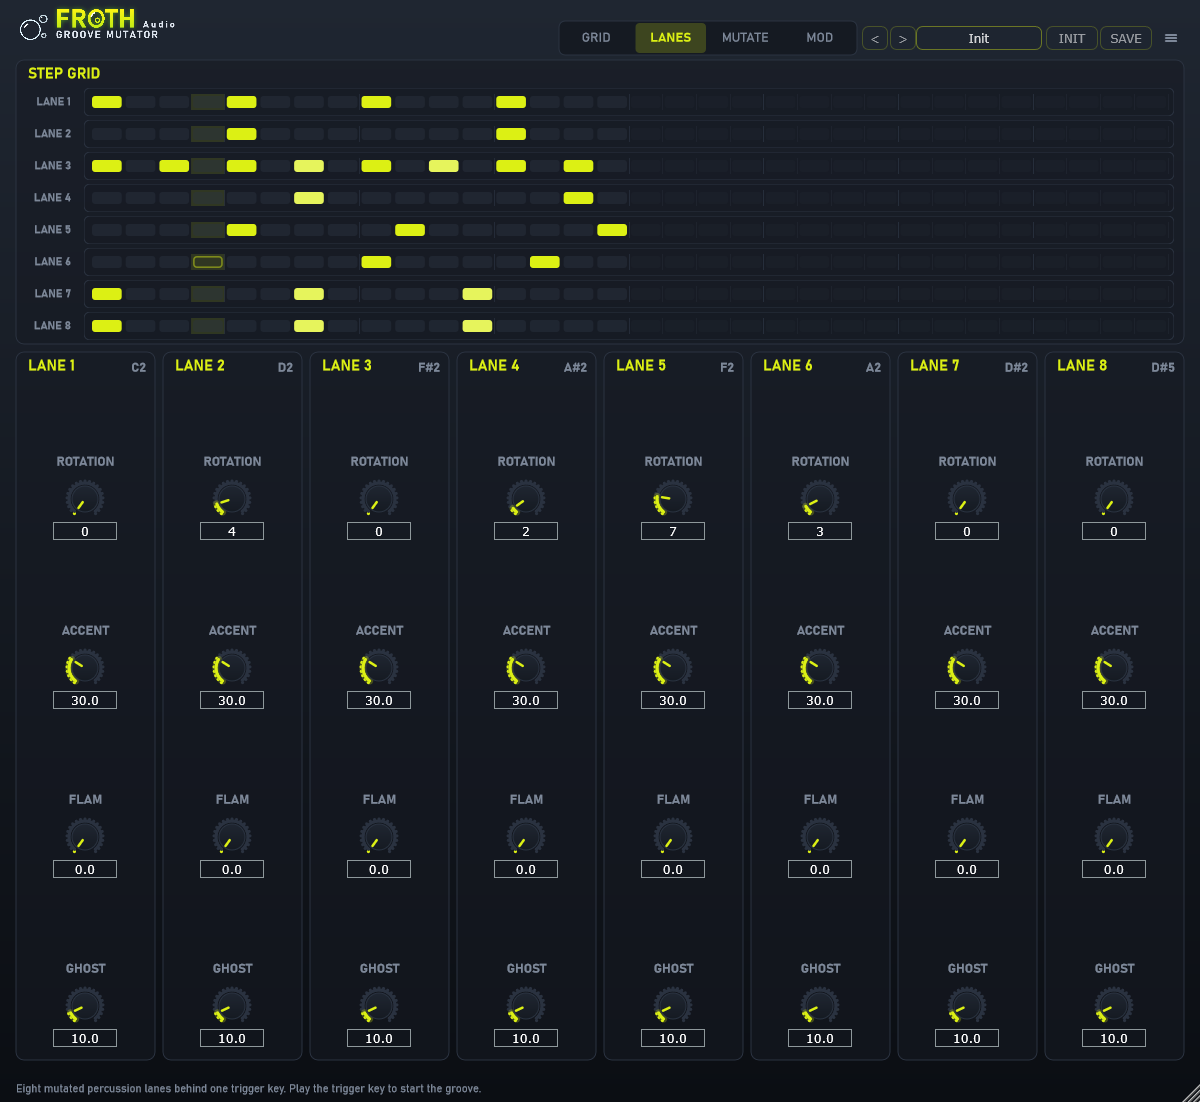 FROTH Audio
GROOVE MUTATOR
GRID LANES MUTATE MOD < > Init INIT SAVE
STEP GRID
LANE 1
LANE 2
LANE 3
LANE 4
LANE 5
LANE 6
LANE 7
LANE 8
LANE 1 C2 LANE 2 D2 LANE 3 F#2 LANE 4 A#2 LANE 5 F2 LANE 6 A2 LANE 7 D#2 LANE 8 D#5
ROTATION ROTATION ROTATION ROTATION ROTATION ROTATION ROTATION ROTATION
0 4 0 2 7 3 0 0
ACCENT ACCENT ACCENT ACCENT ACCENT ACCENT ACCENT ACCENT
30.0 30.0 30.0 30.0 30.0 30.0 30.0 30.0
FLAM FLAM FLAM FLAM FLAM FLAM FLAM FLAM
0.0 0.0 0.0 0.0 0.0 0.0 0.0 0.0
GHOST GHOST GHOST GHOST GHOST GHOST GHOST GHOST
10.0 10.0 10.0 10.0 10.0 10.0 10.0 10.0
Eight mutated percussion lanes behind one trigger key. Play the trigger key to start the groove.